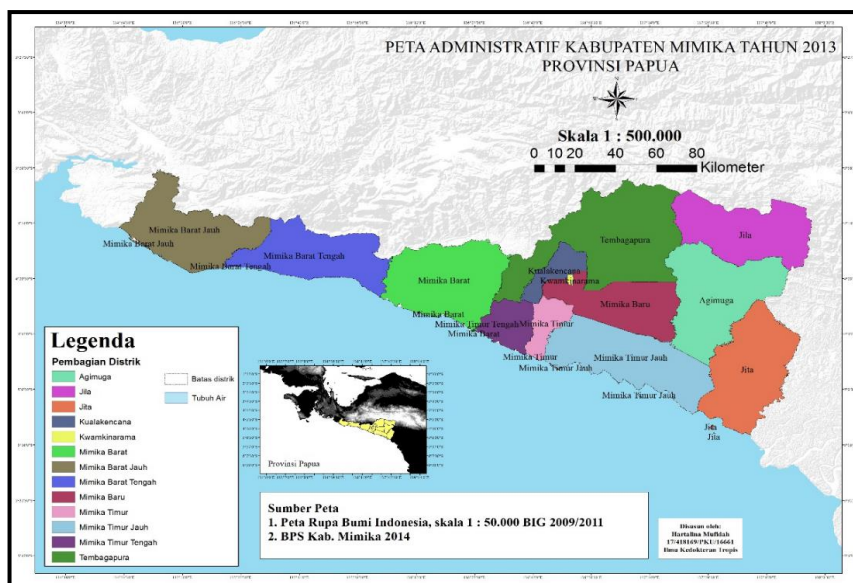 PETA ADMINISTRATIF KABUPATEN MIMIKA TAHUN 2013
PROVINSI PAPUA
N
Skala 1 : 500.000
0 10 20 40 60 80
Kilometer
Mimika Barat Jauh
Mimika Barat Jauh
Mimika Barat Tengah
Mimika Barat Tengah
Mimika Barat
Mimika Barat
Mimika Barat
Tembagapura
Jila
Kualakencana
Kwamkinarama
Mimika Baru
Agimuga
Mimika Timur Tengah
Mimika Timur
Mimika Timur
Mimika Timur Jauh
Mimika Timur Jauh
Mimika Timur Jauh
Jita
Jita
Jita
Legenda
Pembagian Distrik
Agimuga
Jila
Jita
Kualakencana
Kwamkinarama
Mimika Barat
Mimika Barat Jauh
Mimika Barat Tengah
Mimika Baru
Mimika Timur
Mimika Timur Jauh
Mimika Timur Tengah
Tembagapura
Batas distrik
Tubuh Air
Provinsi Papua
Sumber Peta
1. Peta Rupa Bumi Indonesia, skala 1 : 50.000 BIG 2009/2011
2. BPS Kab. Mimika 2014
Disusun oleh:
Hartalina Mufidah
17/418169/PKU/16661
Ilmu Kedokteran Tropis